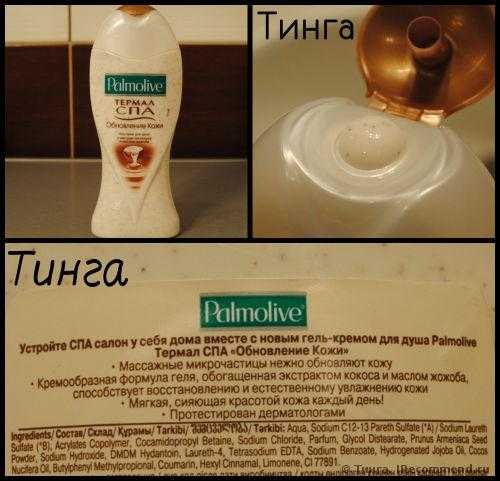 Palmolive
ТЕРМАЛ
СПА
Обновление Кожи
Тинга
Тинга
Palmolive
Устройте СПА салон у себя дома вместе с новым гель-кремом для душа Palmolive
Термал СПА «Обновление Кожи»
• Массажные микрочастицы нежно обновляют кожу
• Кремообразная формула геля, обогащенная экстрактом кокоса и маслом жожоба,
способствует восстановлению и естественному увлажнению кожи
• Мягкая, сияющая красотой кожа каждый день!
• Протестирован дерматологами
Ingredients/ Состав/ Склад/ Құрамы/ Tarkibi/ Tərkibi: Aqua, Sodium C12-13 Pareth Sulfate (*A) / Sodium Laureth
Sulfate (*B), Acrylates Copolymer, Cocamidopropyl Betaine, Sodium Chloride, Parfum, Glycol Distearate, Prunus Armeniaca Seed
Powder, Sodium Hydroxide, DMDM Hydantoin, Laureth-4, Tetrasodium EDTA, Sodium Benzoate, Hydrogenated Jojoba Oil, Cocos
Nucifera Oil, Butylphenyl Methylpropional, Coumarin, Hexyl Cinnamal, Limonene, CI 77891.
© Тинга, IRecommend.ru